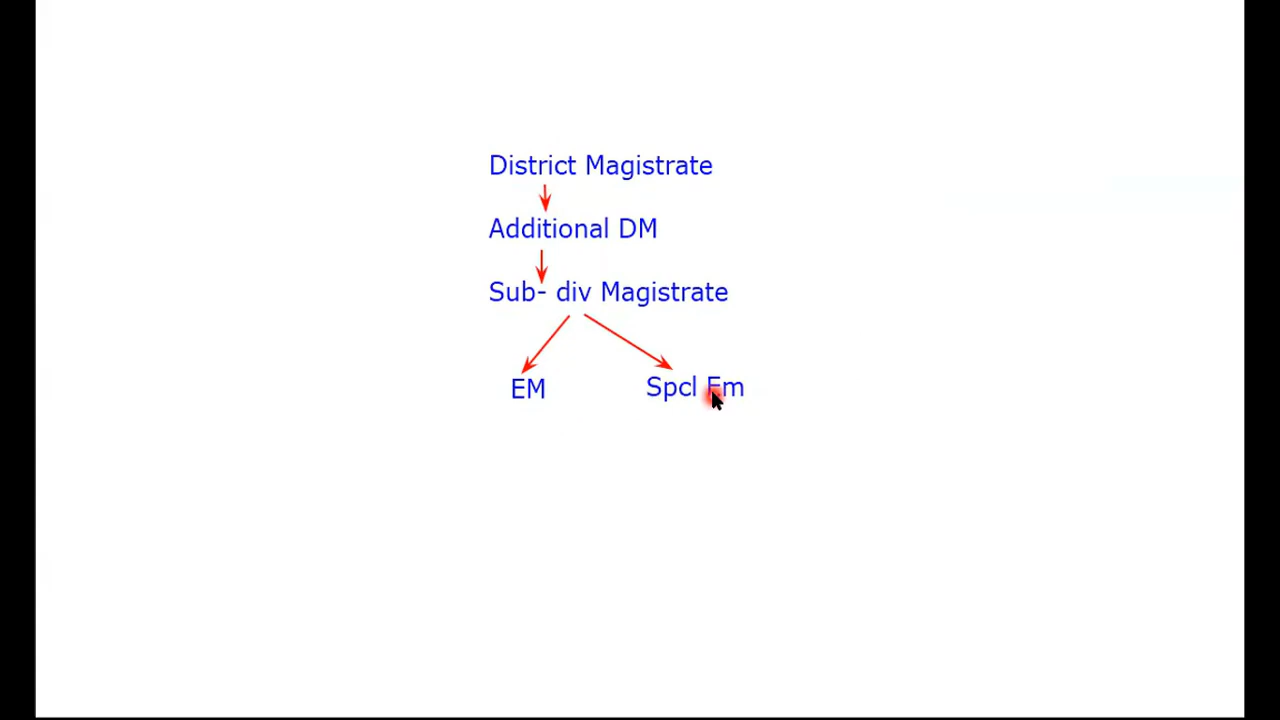 District Magistrate
Additional DM
Sub- div Magistrate
EM Spcl Em